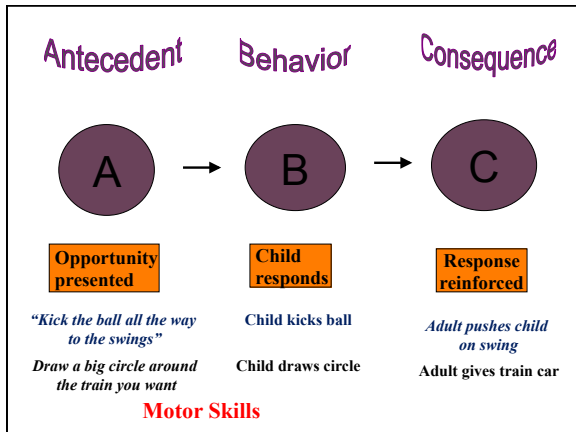 Antecedent
Behavior
Consequence
A
B
C
Opportunity
presented
Child
responds
Response
reinforced
“Kick the ball all the way
to the swings”
Child kicks ball
Adult pushes child
on swing
Draw a big circle around
the train you want
Child draws circle
Adult gives train car
Motor Skills